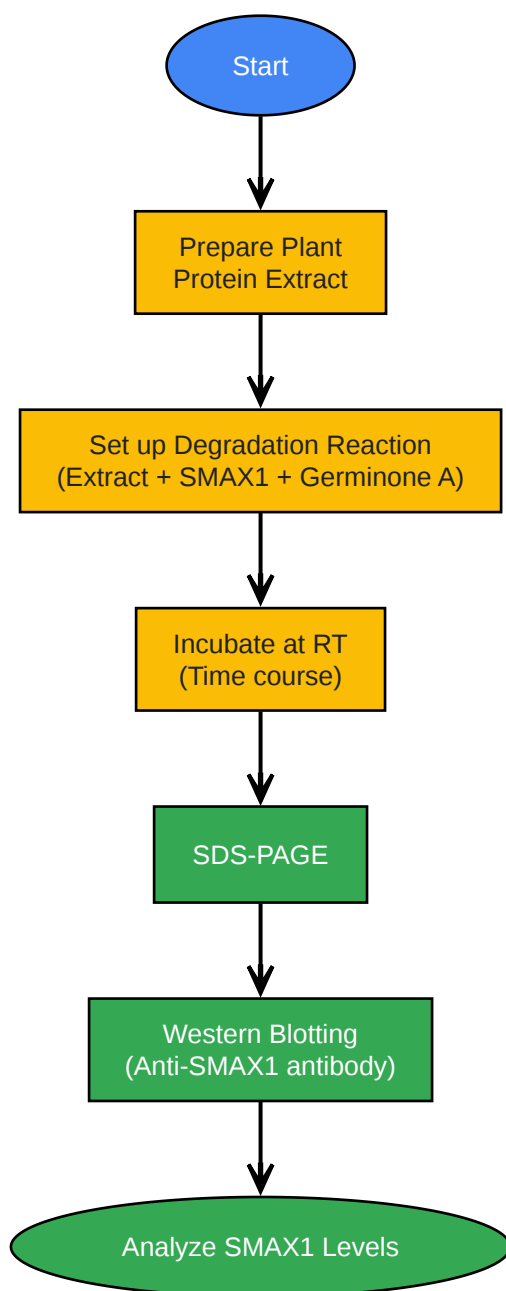 Start
Prepare Plant
Protein Extract
Set up Degradation Reaction
(Extract + SMAX1 + Germinone A)
Incubate at RT
(Time course)
SDS-PAGE
Western Blotting
(Anti-SMAX1 antibody)
Analyze SMAX1 Levels